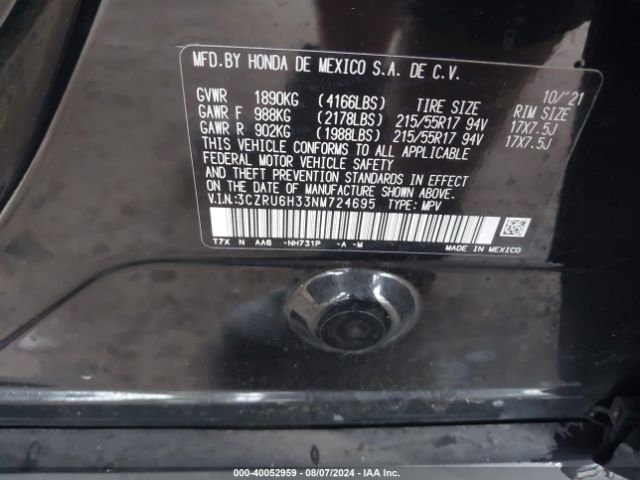 MFD.BY HONDA DE MEXICO S.A. DE C.V.
10/'21
GVWR 1890KG (4166LBS) TIRE SIZE RIM SIZE
GAWR F 988KG (2178LBS) 215/55R17 94V 17X7.5J
GAWR R 902KG (1988LBS) 215/55R17 94V 17X7.5J
THIS VEHICLE CONFORMS TO ALL APPLICABLE
FEDERAL MOTOR VEHICLE SAFETY
AND THEFT PREVENTION STANDARDS IN EFFECT
ON THE DATE OF MANUFACTURE SHOWN ABOVE.
V.I.N:3CZRU6H33NM724695 TYPE: MPV
T7X N AA6 -NH731P -A -M
MADE IN MEXICO
000-40052959 - 08/07/2024 - IAA Inc.